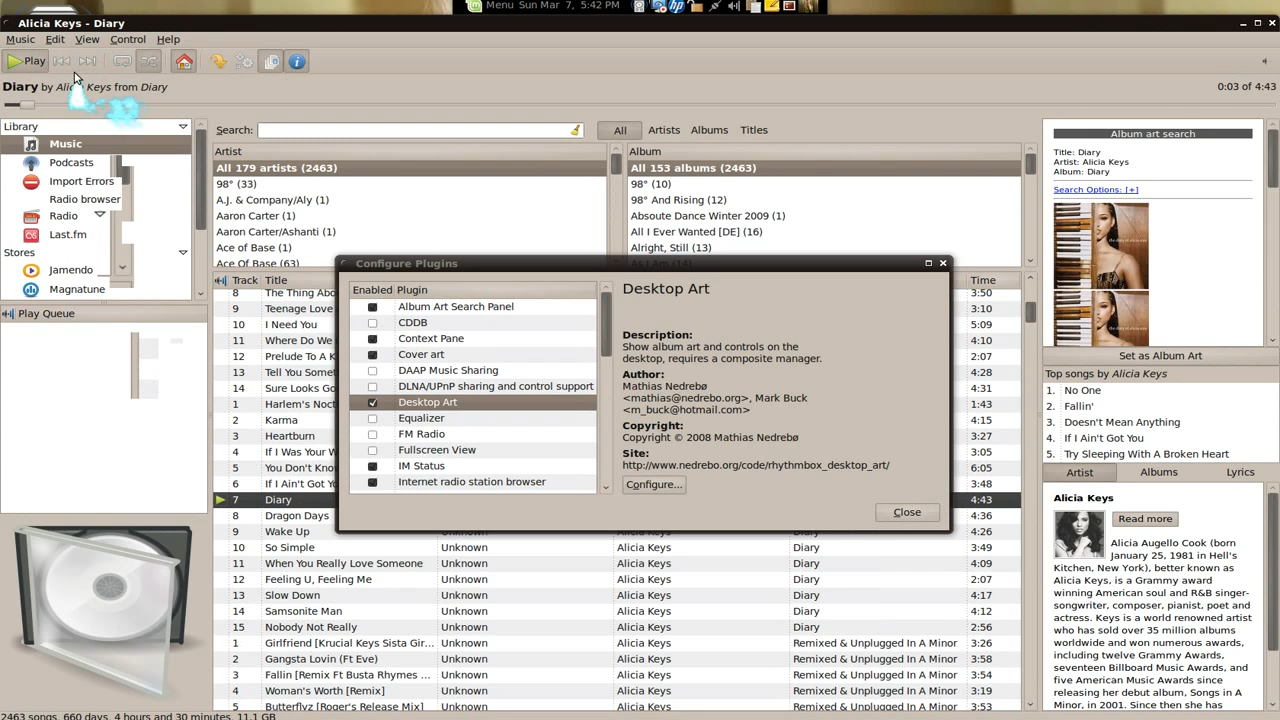 Menu Sun Mar 7, 5:42 PM
Alicia Keys - Diary
Music Edit View Control Help
Play
Diary by Alicia Keys from Diary 0:03 of 4:43
Library
Music
Podcasts
Import Errors
Radio browser
Radio
Last.fm
Stores
Jamendo
Magnatune
Play Queue
Search: All Artists Albums Titles
Artist
All 179 artists (2463)
98° (33)
A.J. & Company/Aly (1)
Aaron Carter (1)
Aaron Carter/Ashanti (1)
Ace of Base (1)
Ace Of Base (63)
Album
All 153 albums (2463)
98° (10)
98° And Rising (12)
Absoute Dance Winter 2009 (1)
All I Ever Wanted [DE] (16)
Alright, Still (13)
As I Am (14)
Track Title Time
8 The Thing Abo 3:50
9 Teenage Love 3:10
10 I Need You 5:09
11 Where Do We 4:10
12 Prelude To A K 2:07
13 Tell You Somet 4:28
14 Sure Looks Go 4:31
1 Harlem's Noct 1:43
2 Karma 4:15
3 Heartburn 3:27
4 If I Was Your W 3:05
5 You Don't Know 6:05
6 If I Ain't Got Yo 3:48
7 Diary 4:43
8 Dragon Days 4:36
9 Wake Up Unknown Alicia Keys Diary 4:26
10 So Simple Unknown Alicia Keys Diary 3:49
11 When You Really Love Someone Unknown Alicia Keys Diary 4:09
12 Feeling U, Feeling Me Unknown Alicia Keys Diary 2:07
13 Slow Down Unknown Alicia Keys Diary 4:17
14 Samsonite Man Unknown Alicia Keys Diary 4:12
15 Nobody Not Really Unknown Alicia Keys Diary 2:56
1 Girlfriend [Krucial Keys Sista Gir... Unknown Alicia Keys Remixed & Unplugged In A Minor 3:26
2 Gangsta Lovin (Ft Eve) Unknown Alicia Keys Remixed & Unplugged In A Minor 3:58
3 Fallin [Remix Ft Busta Rhymes ... Unknown Alicia Keys Remixed & Unplugged In A Minor 3:54
4 Woman's Worth [Remix] Unknown Alicia Keys Remixed & Unplugged In A Minor 3:19
5 Butterflyz [Roger's Release Mix] Unknown Alicia Keys Remixed & Unplugged In A Minor 3:53
Configure Plugins
Enabled Plugin
Album Art Search Panel
CDDB
Context Pane
Cover art
DAAP Music Sharing
DLNA/UPnP sharing and control support
Desktop Art
Equalizer
FM Radio
Fullscreen View
IM Status
Internet radio station browser
Desktop Art
Description:
Show album art and controls on the
desktop, requires a composite manager.
Author:
Mathias Nedrebø
<mathias@nedrebo.org>, Mark Buck
<m_buck@hotmail.com>
Copyright:
Copyright © 2008 Mathias Nedrebø
Site:
http://www.nedrebo.org/code/rhythmbox_desktop_art/
Configure...
Close
Album art search
Title: Diary
Artist: Alicia Keys
Album: Diary
Search Options: [+]
Set as Album Art
Top songs by Alicia Keys
1. No One
2. Fallin'
3. Doesn't Mean Anything
4. If I Ain't Got You
5. Try Sleeping With A Broken Heart
Artist Albums Lyrics
Alicia Keys
Read more
Alicia Augello Cook (born
January 25, 1981 in Hell's
Kitchen, New York), better known as
Alicia Keys, is a Grammy award
winning American soul and R&B singer-
songwriter, composer, pianist, poet and
actress. Keys is a world renowned artist
who has sold over 35 million albums
worldwide and won numerous awards,
including twelve Grammy Awards,
seventeen Billboard Music Awards, and
five American Music Awards since
releasing her debut album, Songs in A
Minor, in 2001. Since then she has
2463 songs, 660 days, 4 hours and 30 minutes, 11.1 GB